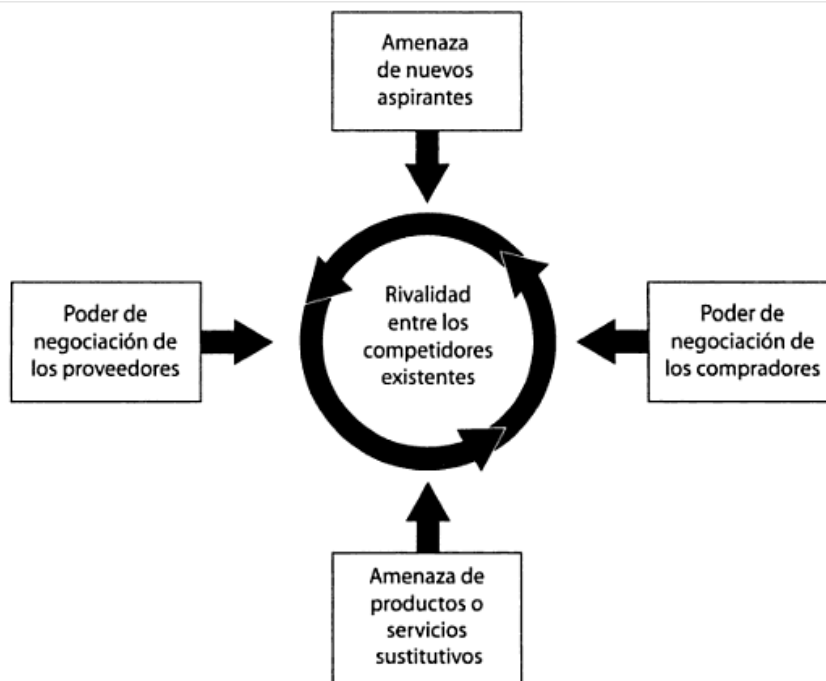 Amenaza
de nuevos
aspirantes
Poder de
negociación de
los proveedores
Rivalidad
entre los
competidores
existentes
Poder de
negociación de
los compradores
Amenaza de
productos o
servicios
sustitutivos